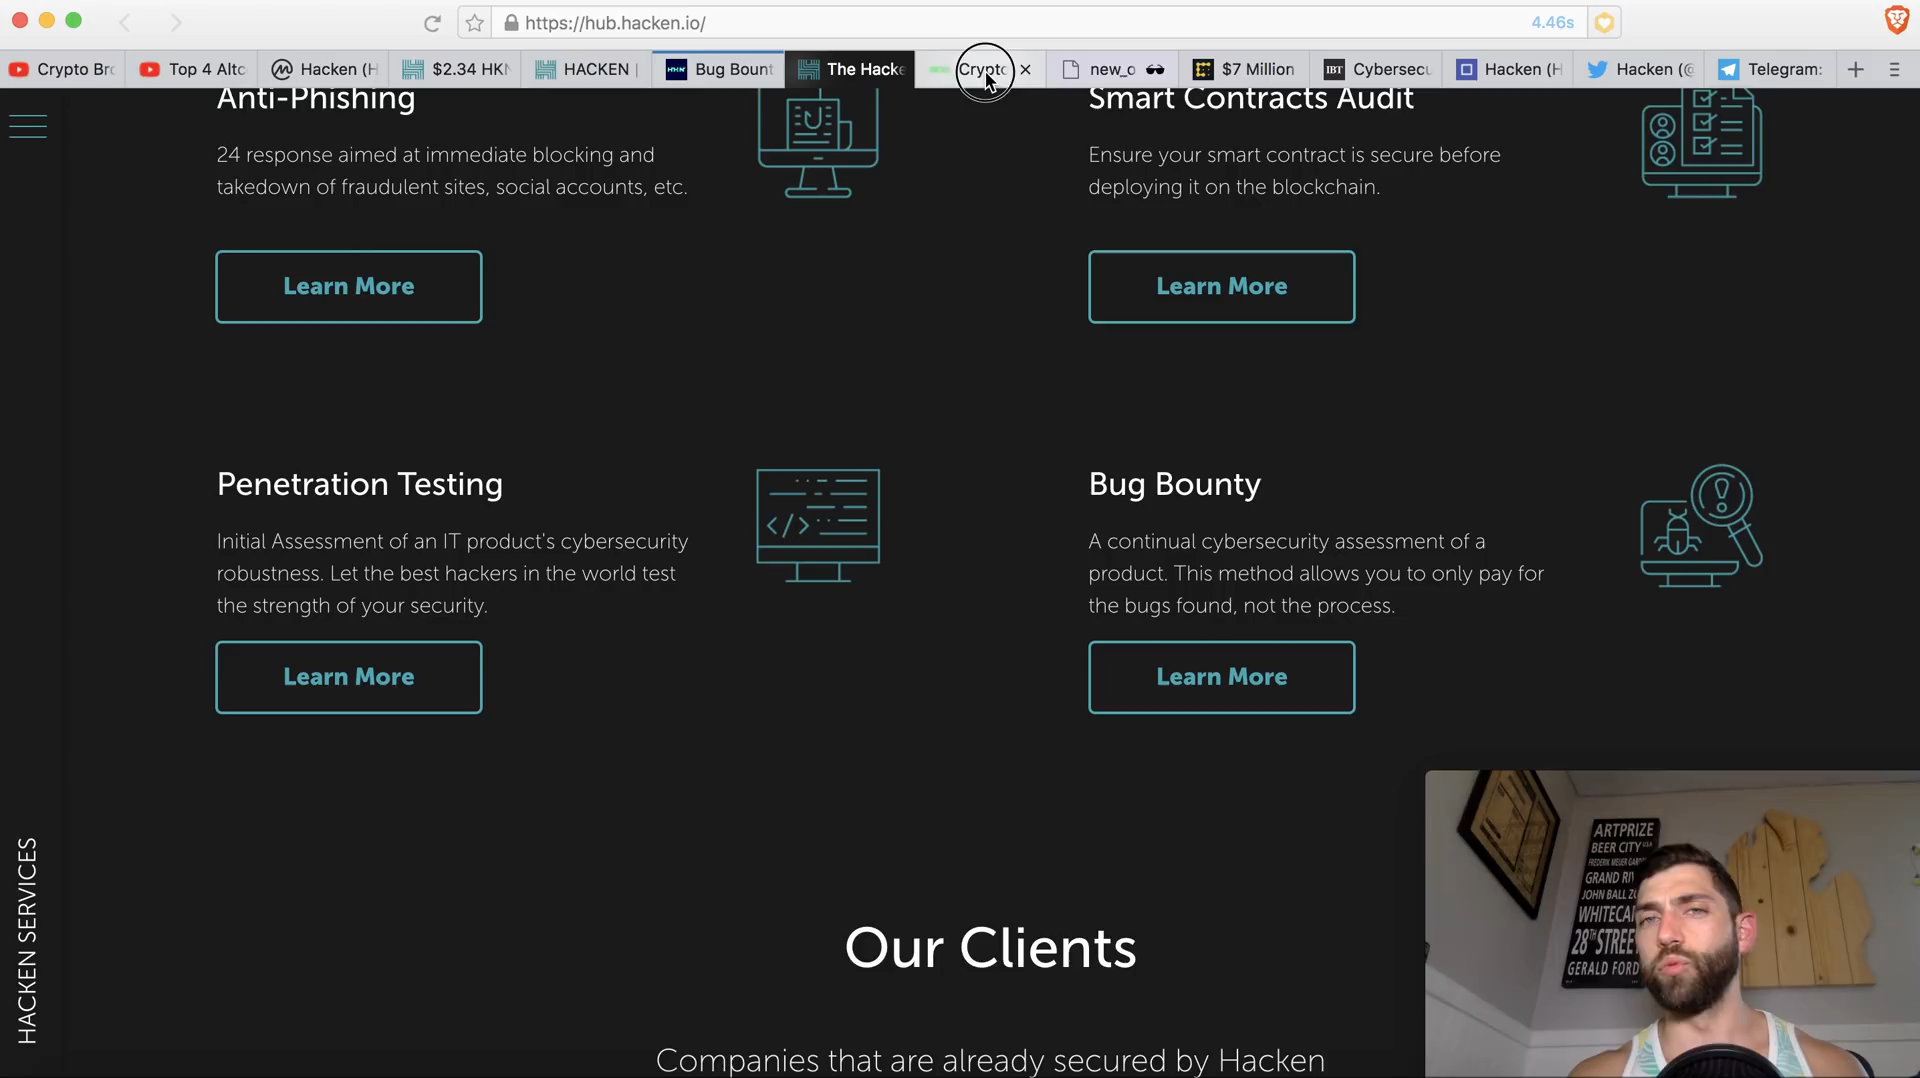 https://hub.hacken.io/
4.46s
Crypto Br
Top 4 Altc
Hacken (H
$2.34 HKN
HACKEN |
Bug Bount
The Hacke
Crypto
new_o
$7 Million
IBT
Cybersecu
Hacken (H
Hacken (@
Telegram:
Anti-Phishing
24 response aimed at immediate blocking and
takedown of fraudulent sites, social accounts, etc.
Learn More
Smart Contracts Audit
Ensure your smart contract is secure before
deploying it on the blockchain.
Learn More
Penetration Testing
Initial Assessment of an IT product's cybersecurity
robustness. Let the best hackers in the world test
the strength of your security.
Learn More
Bug Bounty
A continual cybersecurity assessment of a
product. This method allows you to only pay for
the bugs found, not the process.
Learn More
HACKEN SERVICES
Our Clients
Companies that are already secured by Hacken
ARTPRIZE
BEER CITY
GRAND RIV
JOHN BALL ZO
WHITECA
28TH STREE
GERALD FORD